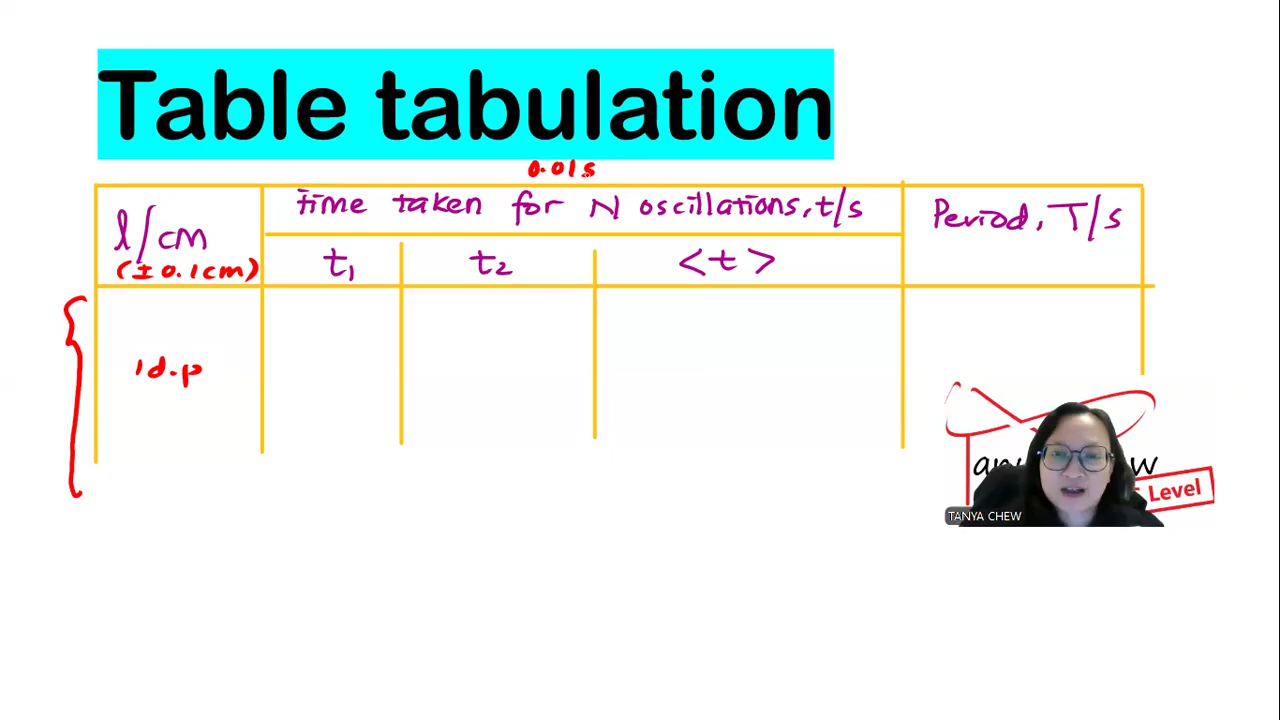 Table tabulation
0.01s
l/cm
(±0.1cm)
time taken for N oscillations, t/s
Period, T/s
t₁
t₂
<t>
1d.p
Level
TANYA CHEW